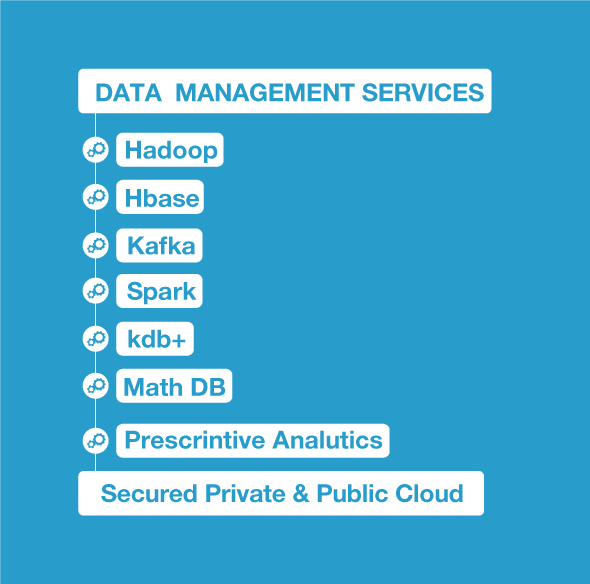 DATA MANAGEMENT SERVICES
Hadoop
Hbase
Kafka
Spark
kdb+
Math DB
Prescrintive Analutics
Secured Private & Public Cloud